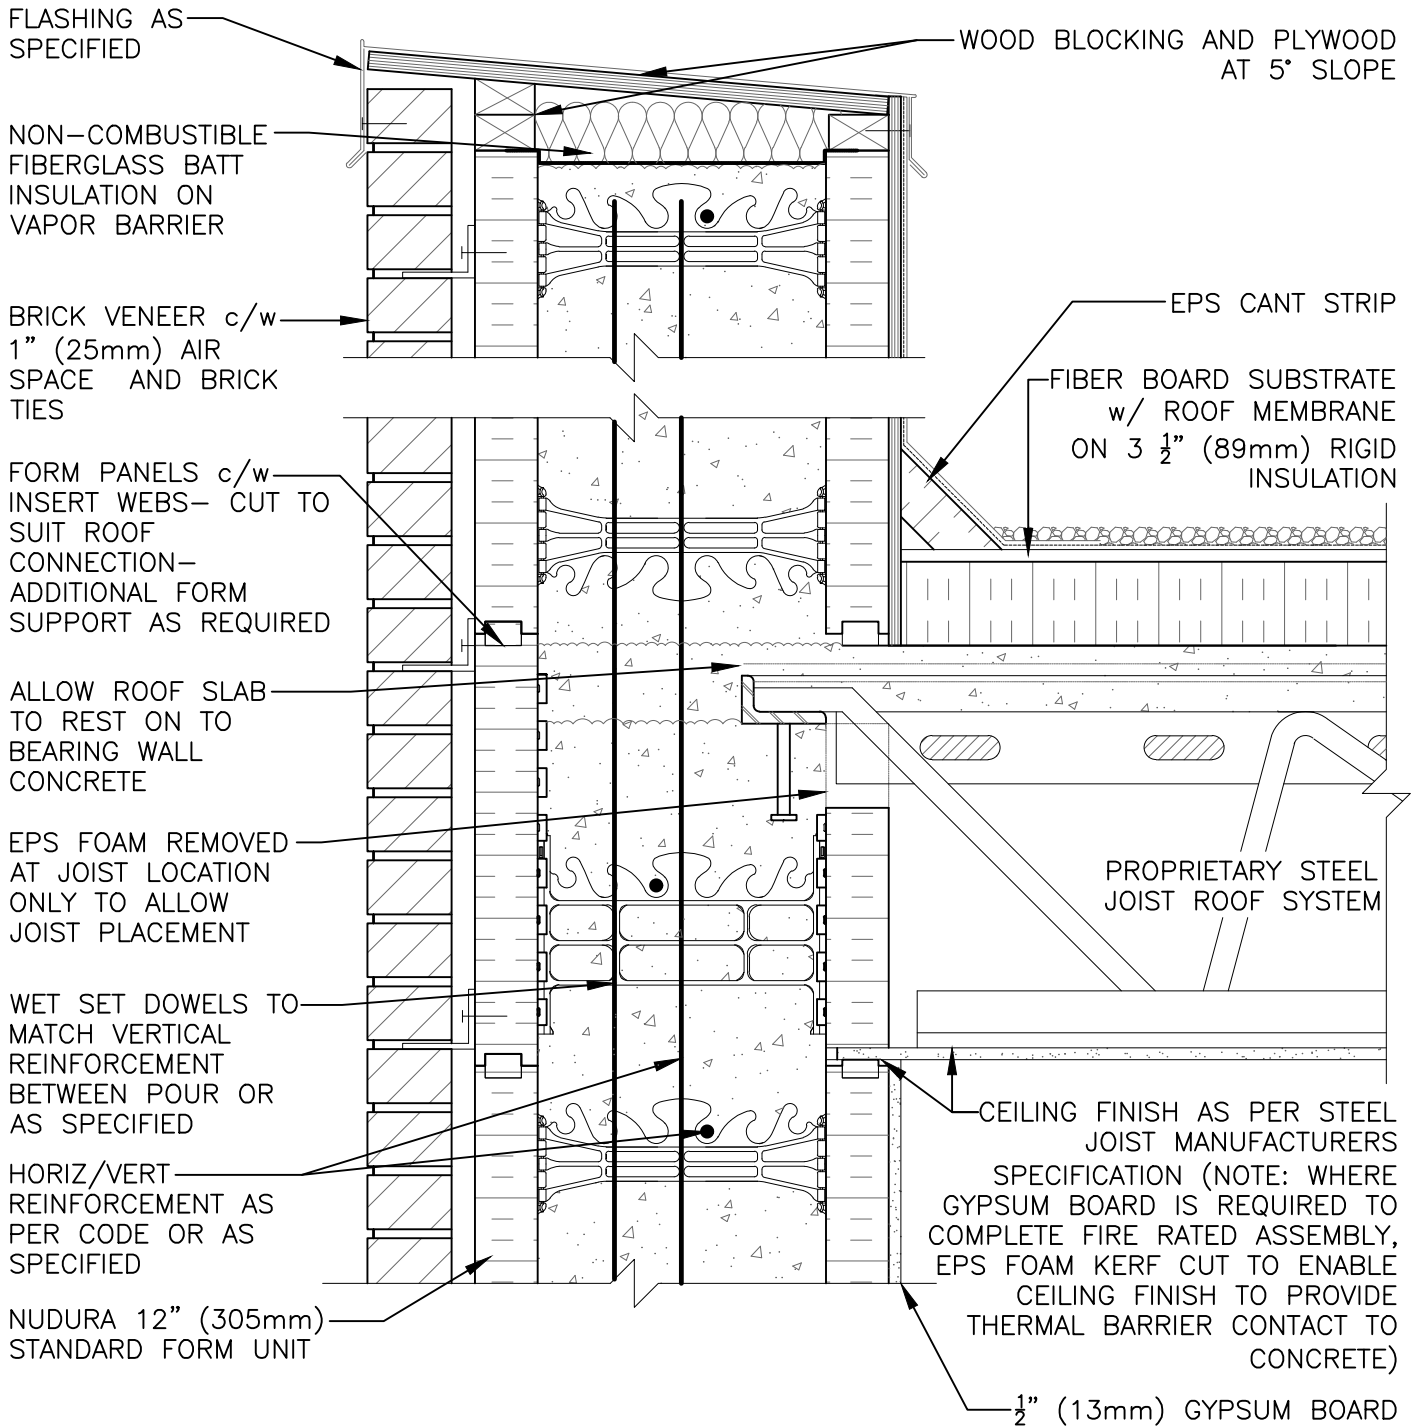 FLASHING AS
SPECIFIED
WOOD BLOCKING AND PLYWOOD
AT 5° SLOPE
NON-COMBUSTIBLE
FIBERGLASS BATT
INSULATION ON
VAPOR BARRIER
BRICK VENEER c/w
1" (25mm) AIR
SPACE AND BRICK
TIES
EPS CANT STRIP
FIBER BOARD SUBSTRATE
w/ ROOF MEMBRANE
ON 3 ½" (89mm) RIGID
INSULATION
FORM PANELS c/w
INSERT WEBS- CUT TO
SUIT ROOF
CONNECTION-
ADDITIONAL FORM
SUPPORT AS REQUIRED
ALLOW ROOF SLAB
TO REST ON TO
BEARING WALL
CONCRETE
EPS FOAM REMOVED
AT JOIST LOCATION
ONLY TO ALLOW
JOIST PLACEMENT
PROPRIETARY STEEL
JOIST ROOF SYSTEM
WET SET DOWELS TO
MATCH VERTICAL
REINFORCEMENT
BETWEEN POUR OR
AS SPECIFIED
HORIZ/VERT
REINFORCEMENT AS
PER CODE OR AS
SPECIFIED
NUDURA 12" (305mm)
STANDARD FORM UNIT
CEILING FINISH AS PER STEEL
JOIST MANUFACTURERS
SPECIFICATION (NOTE: WHERE
GYPSUM BOARD IS REQUIRED TO
COMPLETE FIRE RATED ASSEMBLY,
EPS FOAM KERF CUT TO ENABLE
CEILING FINISH TO PROVIDE
THERMAL BARRIER CONTACT TO
CONCRETE)
½" (13mm) GYPSUM BOARD